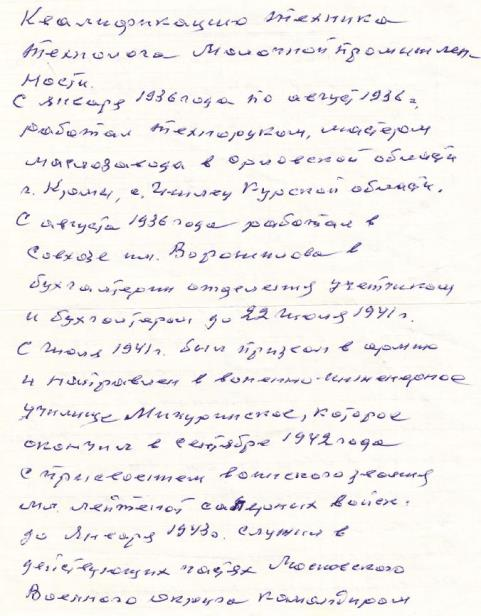 Квалификацию техника
технолога молочной промышлен-
ности.
С января 1936 года по август 1936 г.
работал техноруком, мастером
маслозавода в орловской области
г. Кромы, с. Курской области.
С августа 1936 года работал в
Совхозе им. Ворошилова в
бухгалтерии отделения учетчиком
и бухгалтером до 22 июля 1941 г.
С июля 1941 г. был призван в армию
и направлен в военно-инженерное
училище Мичуринское, которое
окончил в сентябре 1942 года
с присвоением воинского звания
мл. лейтенант саперных войск.
до января 1943 г. служил в
действующих частях Московского
Военного округа командиром